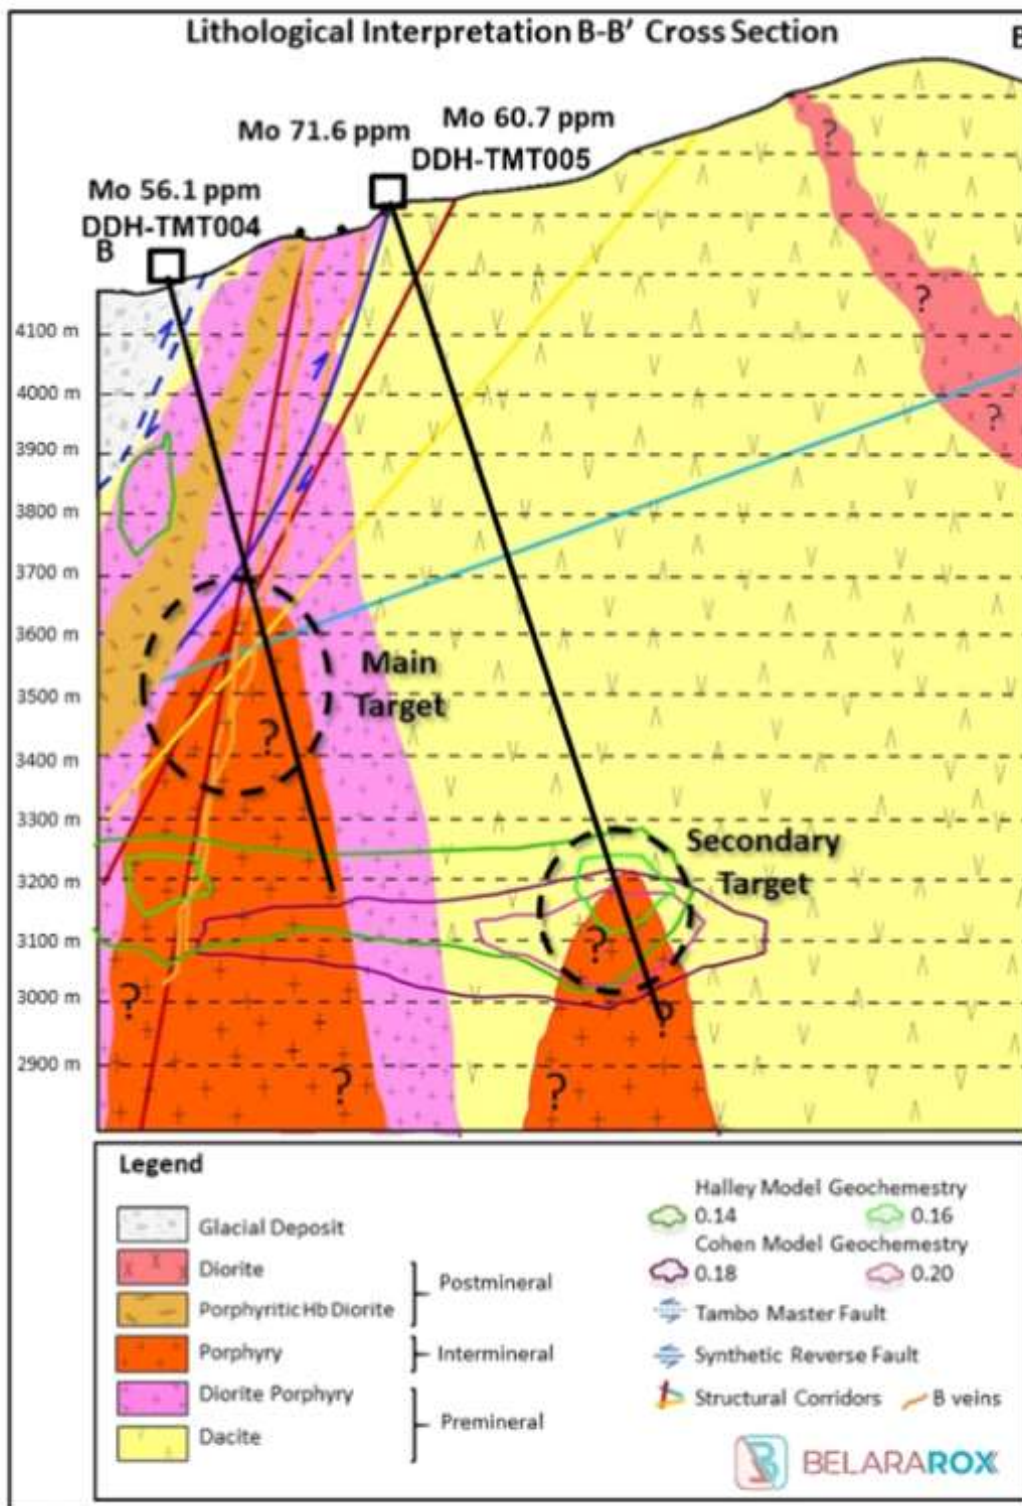 Lithological Interpretation B-B' Cross Section
Mo 71.6 ppm
Mo 60.7 ppm
DDH-TMT005
Mo 56.1 ppm
DDH-TMT004
B
?
?
?
4100 m
4000 m
3900 m
3800 m
3700 m
3600 m
3500 m
3400 m
3300 m
3200 m
3100 m
3000 m
2900 m
Main
Target
?
Secondary
Target
?
?
?
?
?
Legend
Glacial Deposit
Diorite
Porphyritic Hb Diorite
Postmineral
Porphyry
Intermineral
Diorite Porphyry
Dacite
Premineral
Halley Model Geochemestry
0.14 0.16
Cohen Model Geochemestry
0.18 0.20
Tambo Master Fault
Synthetic Reverse Fault
Structural Corridors
B veins
BELARAROX